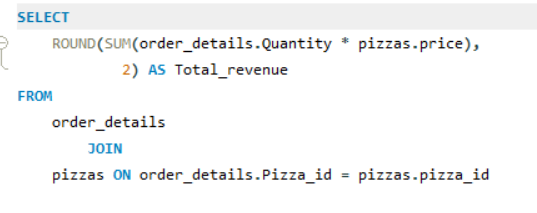 SELECT
ROUND(SUM(order_details.Quantity * pizzas.price),
2) AS Total_revenue
FROM
order_details
JOIN
pizzas ON order_details.Pizza_id = pizzas.pizza_id